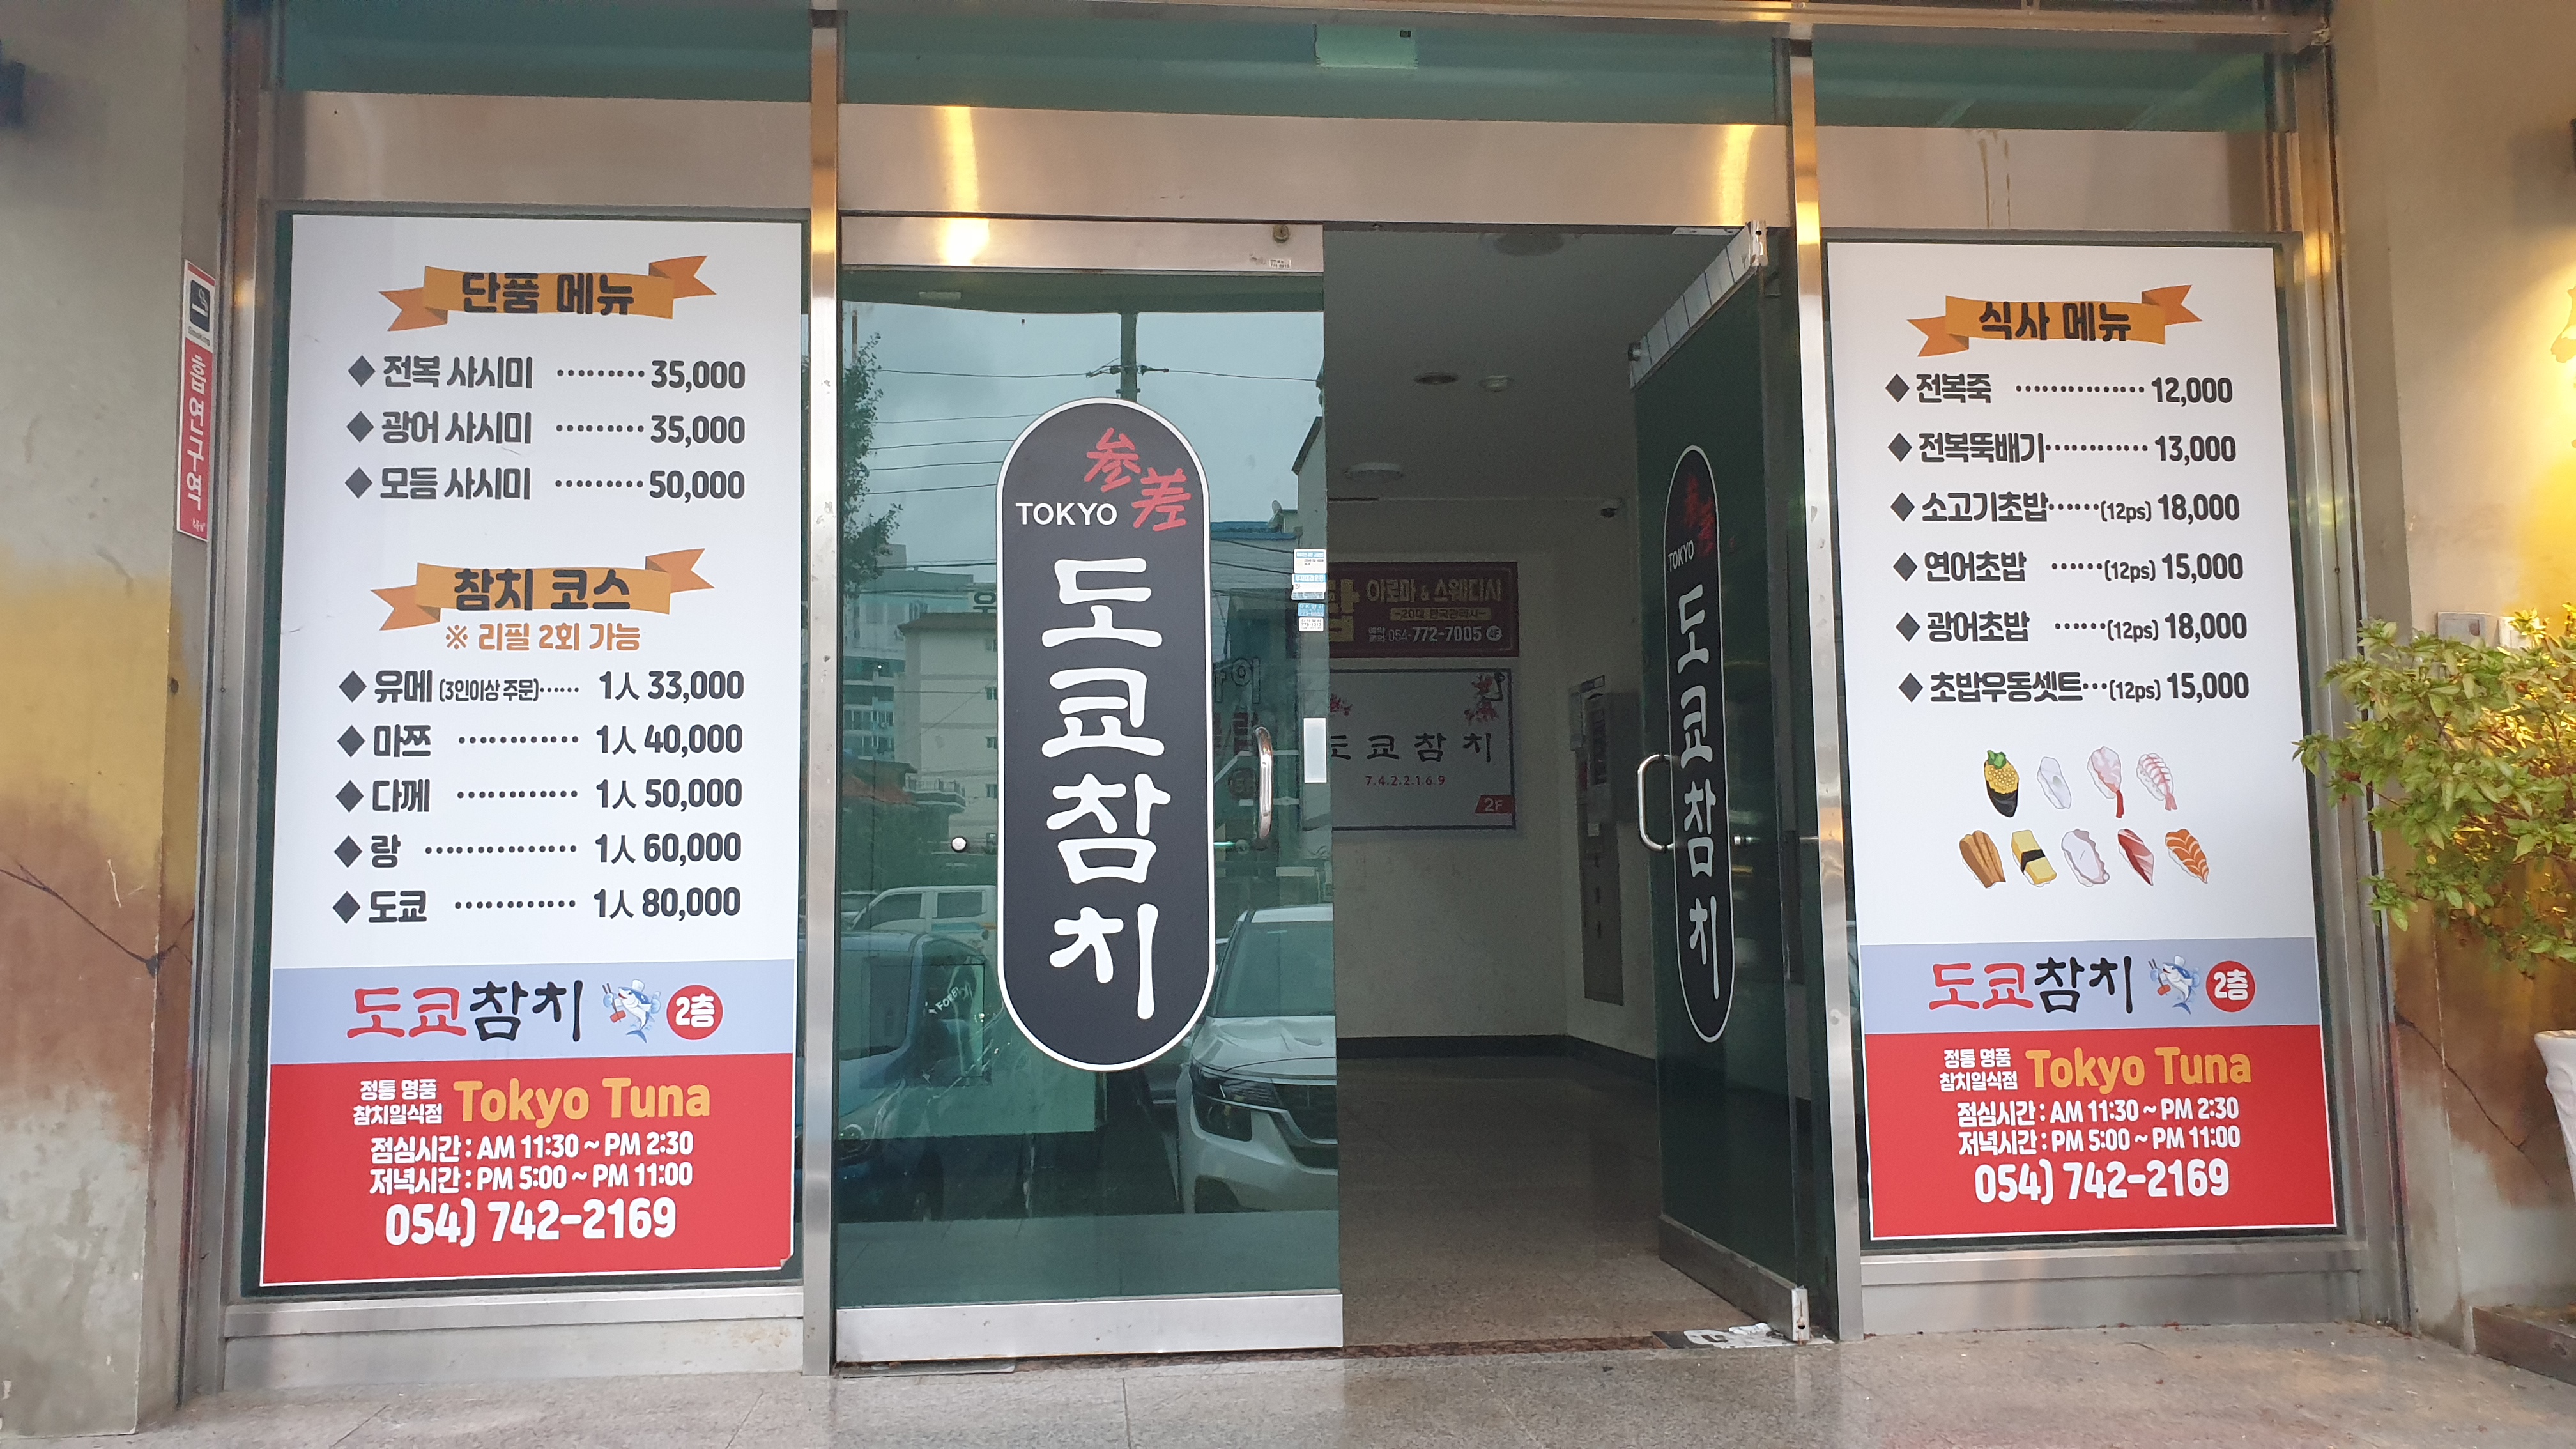 흡연구역
단품 메뉴
◆ 전복 사시미 ········· 35,000
◆ 광어 사시미 ········· 35,000
◆ 모듬 사시미 ········· 50,000
참치 코스
※ 리필 2회 가능
◆ 유메 (3인이상 주문)······ 1人 33,000
◆ 마쯔 ············ 1人 40,000
◆ 다께 ············ 1人 50,000
◆ 랑 ··············· 1人 60,000
◆ 도쿄 ············ 1人 80,000
도쿄참치 2층
정통 명품
참치일식점 Tokyo Tuna
점심시간 : AM 11:30 ~ PM 2:30
저녁시간 : PM 5:00 ~ PM 11:00
054) 742-2169
参差
TOKYO
도쿄참치
아로마 & 스웨디시
054-772-7005 4F
도쿄참치
7.4.2.2.1.6.9
2F
TOKYO
도쿄참치
식사 메뉴
◆ 전복죽 ··············· 12,000
◆ 전복뚝배기············ 13,000
◆ 소고기초밥······(12ps) 18,000
◆ 연어초밥 ······(12ps) 15,000
◆ 광어초밥 ······(12ps) 18,000
◆ 초밥우동셋트···(12ps) 15,000
도쿄참치 2층
정통 명품
참치일식점 Tokyo Tuna
점심시간 : AM 11:30 ~ PM 2:30
저녁시간 : PM 5:00 ~ PM 11:00
054) 742-2169